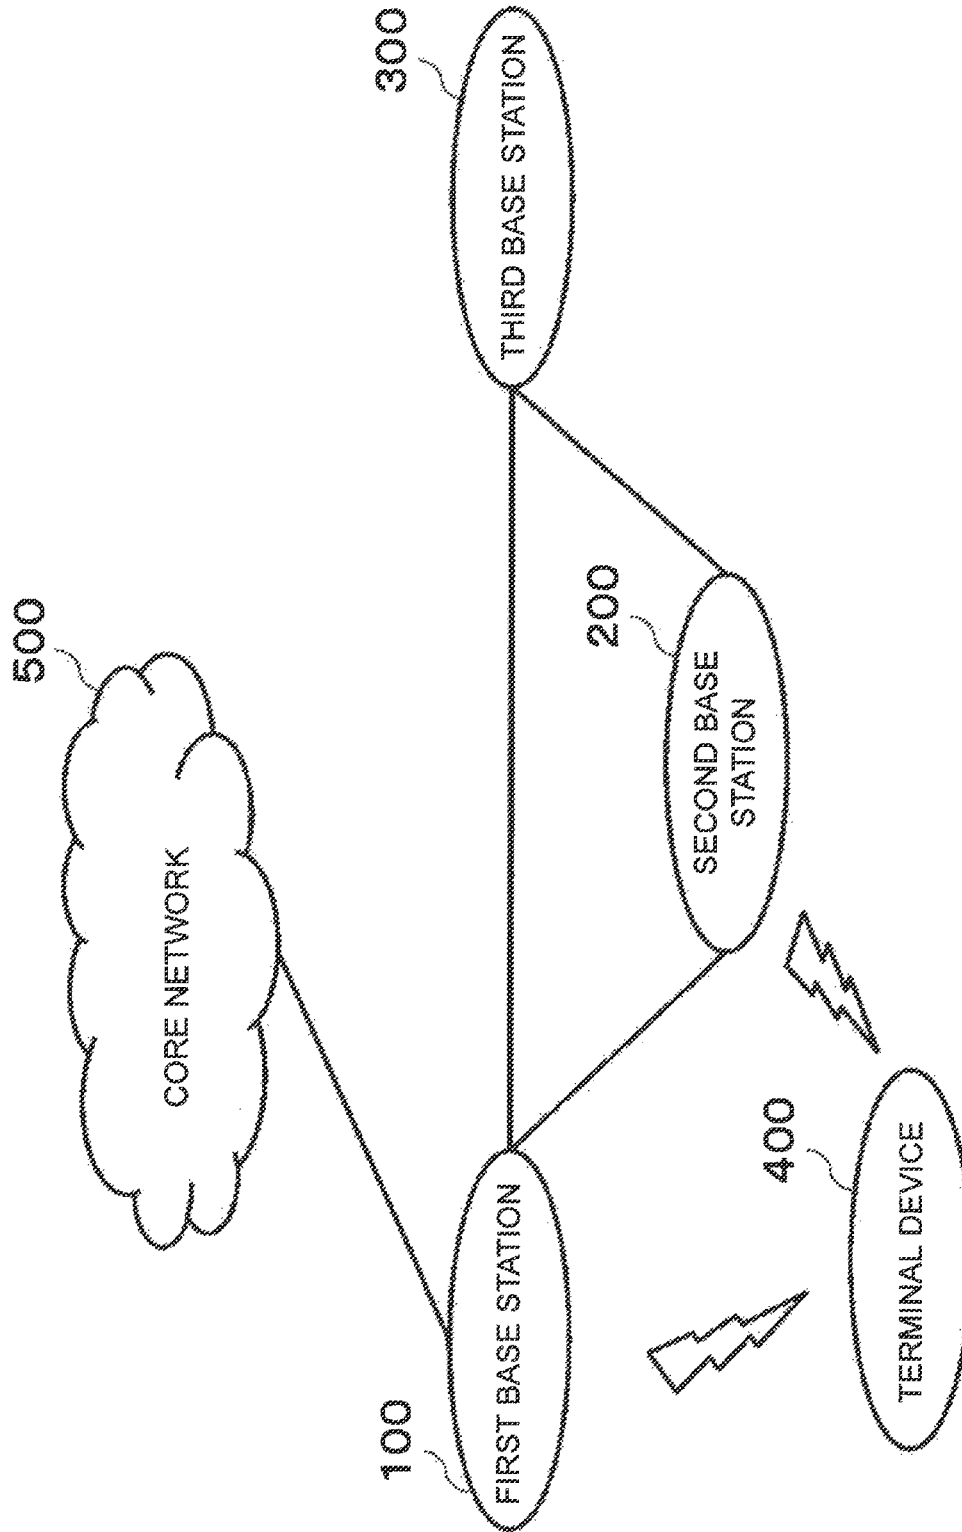 500
CORE NETWORK
100
FIRST BASE STATION
300
THIRD BASE STATION
200
SECOND BASE
STATION
400
TERMINAL DEVICE